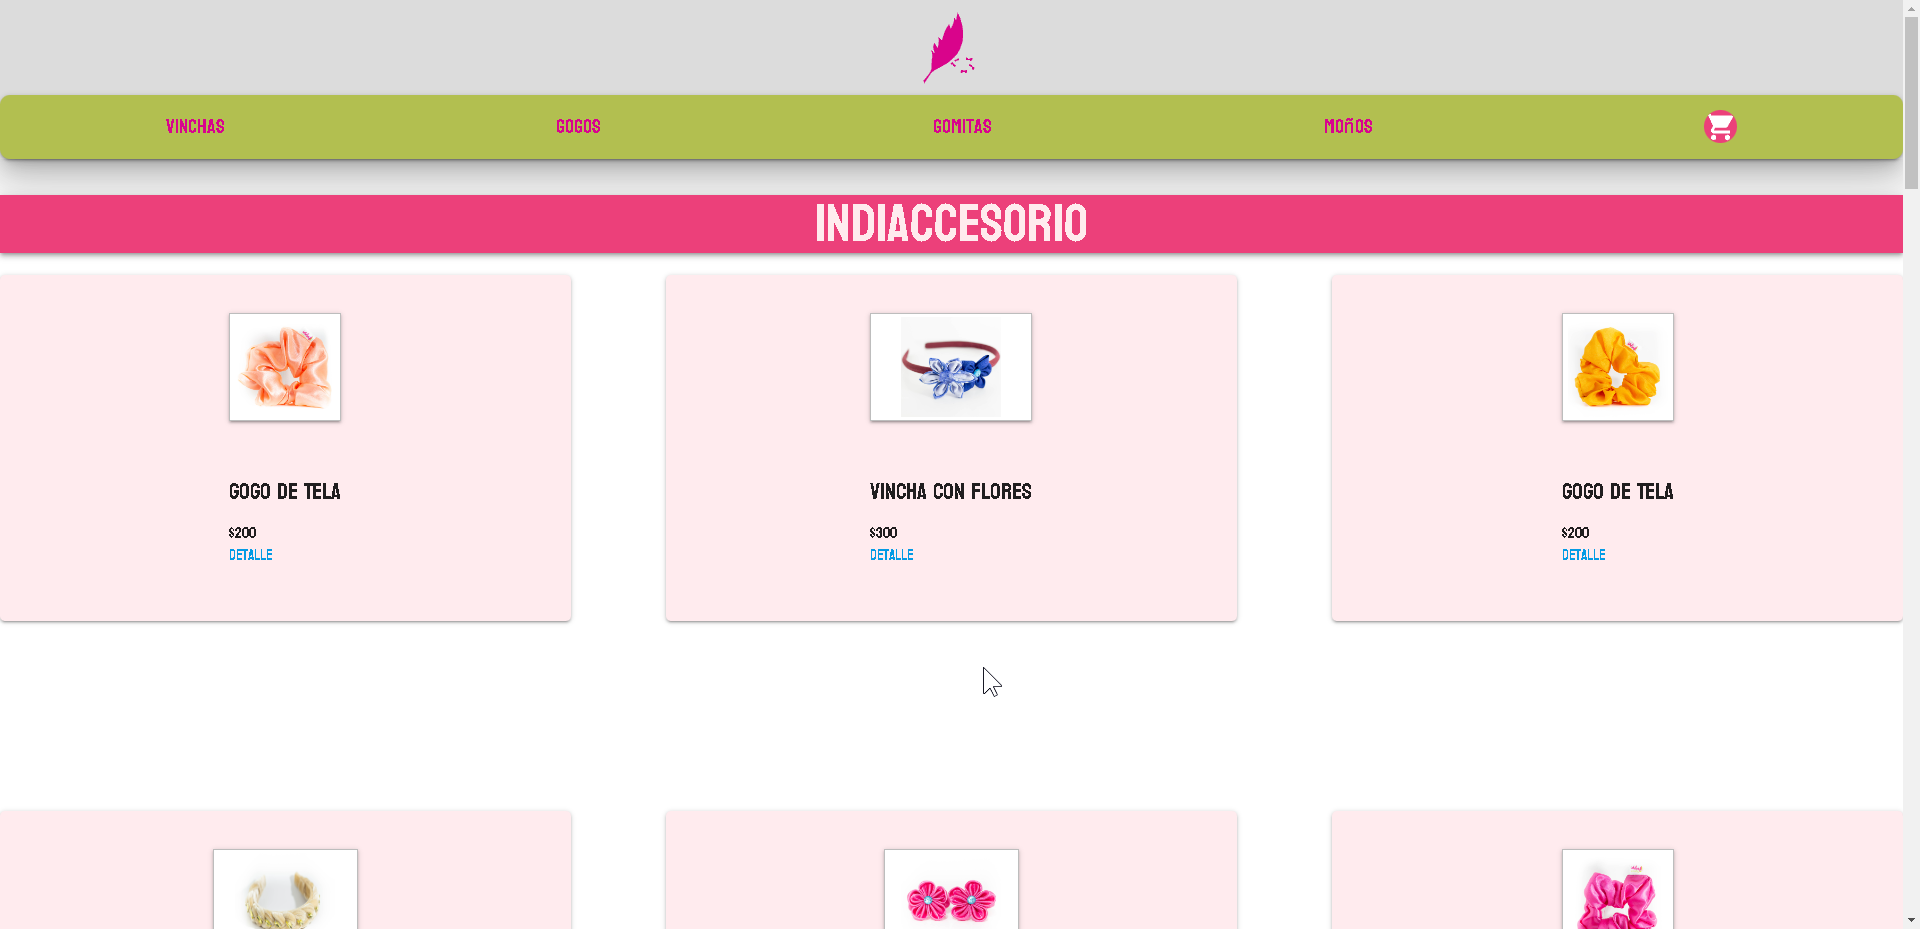 VINCHAS GOGOS GOMITAS MOñOS
INDIACCESORIO
GOGO DE TELA VINCHA CON FLORES GOGO DE TELA
$200 $300 $200
DETALLE DETALLE DETALLE